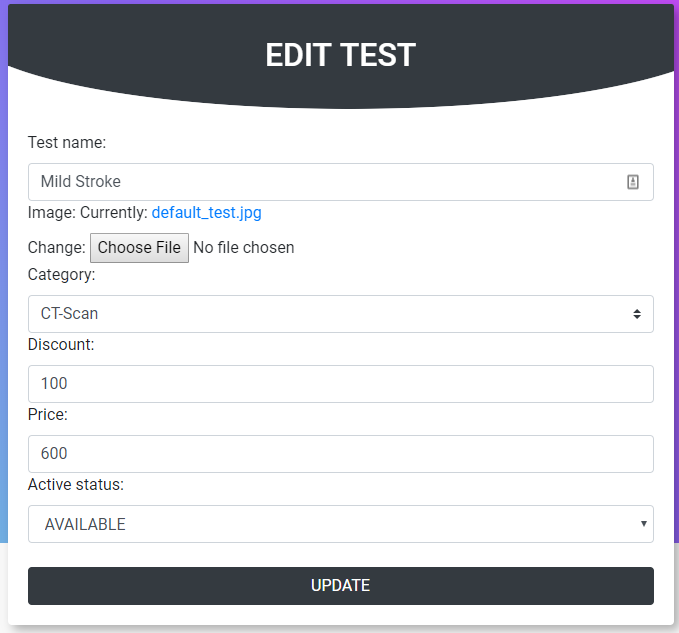 EDIT TEST
Test name:
Mild Stroke
Image: Currently: default_test.jpg
Change: Choose File No file chosen
Category:
CT-Scan
Discount:
100
Price:
600
Active status:
AVAILABLE
UPDATE